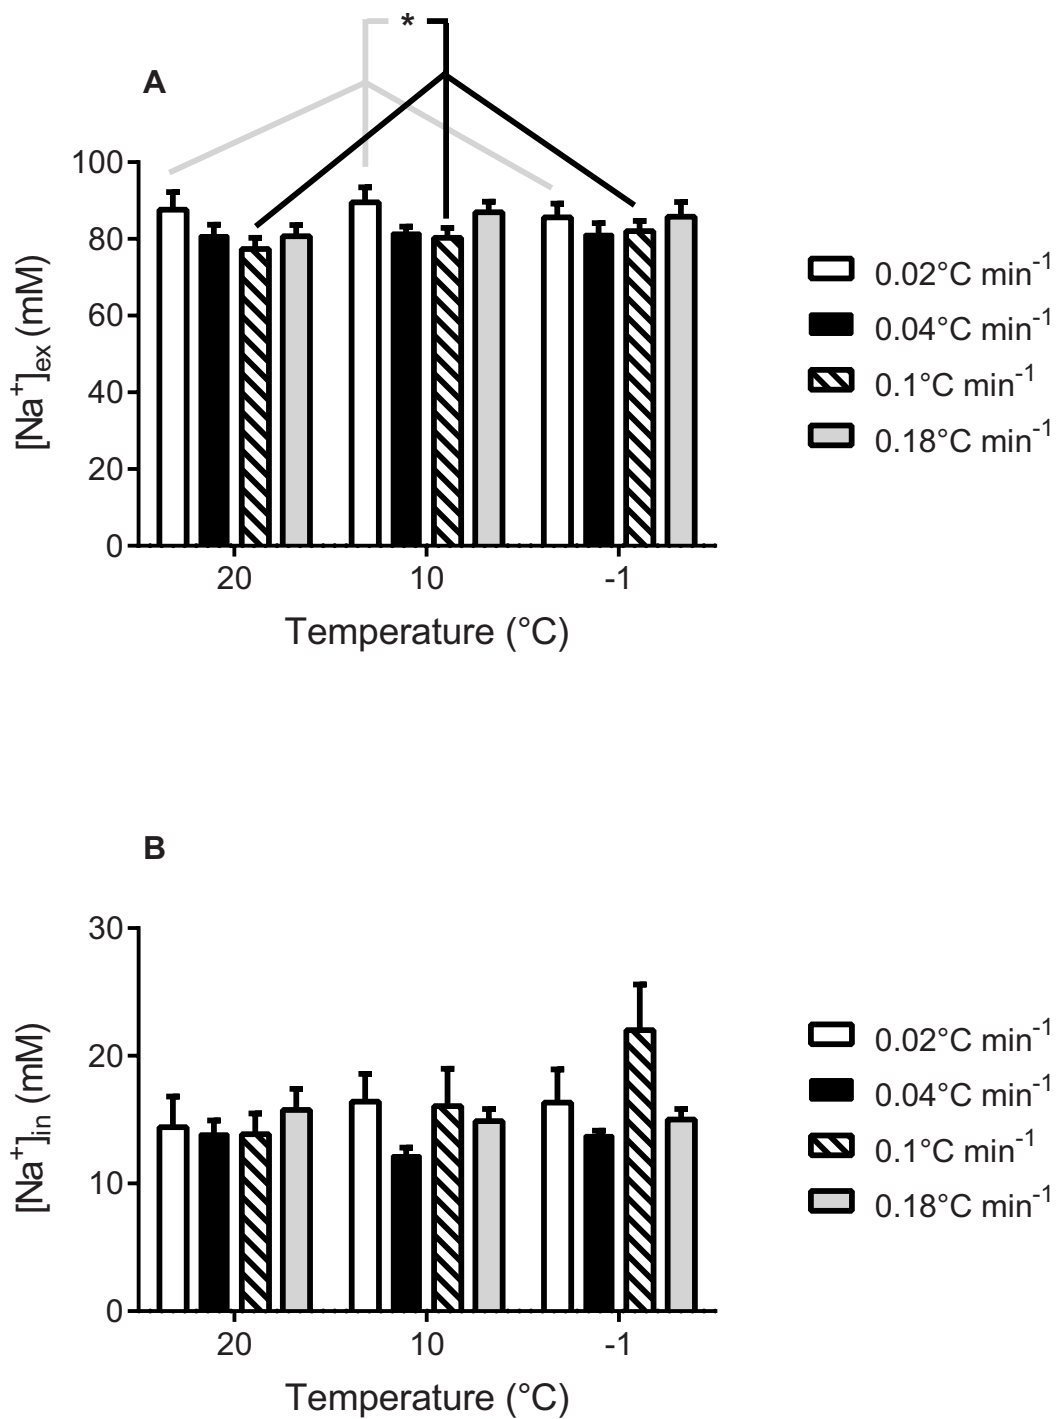 *
A
100
80
60
40
20
0
[Na⁺]ₑₓ (mM)
20 10 -1
Temperature (°C)
0.02°C min⁻¹
0.04°C min⁻¹
0.1°C min⁻¹
0.18°C min⁻¹
B
30
20
10
0
[Na⁺]ᵢₙ (mM)
20 10 -1
Temperature (°C)
0.02°C min⁻¹
0.04°C min⁻¹
0.1°C min⁻¹
0.18°C min⁻¹